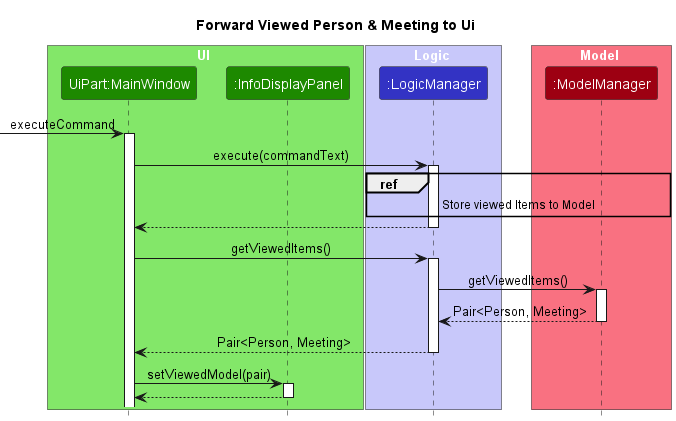 Forward Viewed Person & Meeting to Ui
UI
Logic
Model
UiPart:MainWindow
:InfoDisplayPanel
:LogicManager
:ModelManager
executeCommand
execute(commandText)
ref
Store viewed Items to Model
getViewedItems()
getViewedItems()
Pair<Person, Meeting>
Pair<Person, Meeting>
setViewedModel(pair)